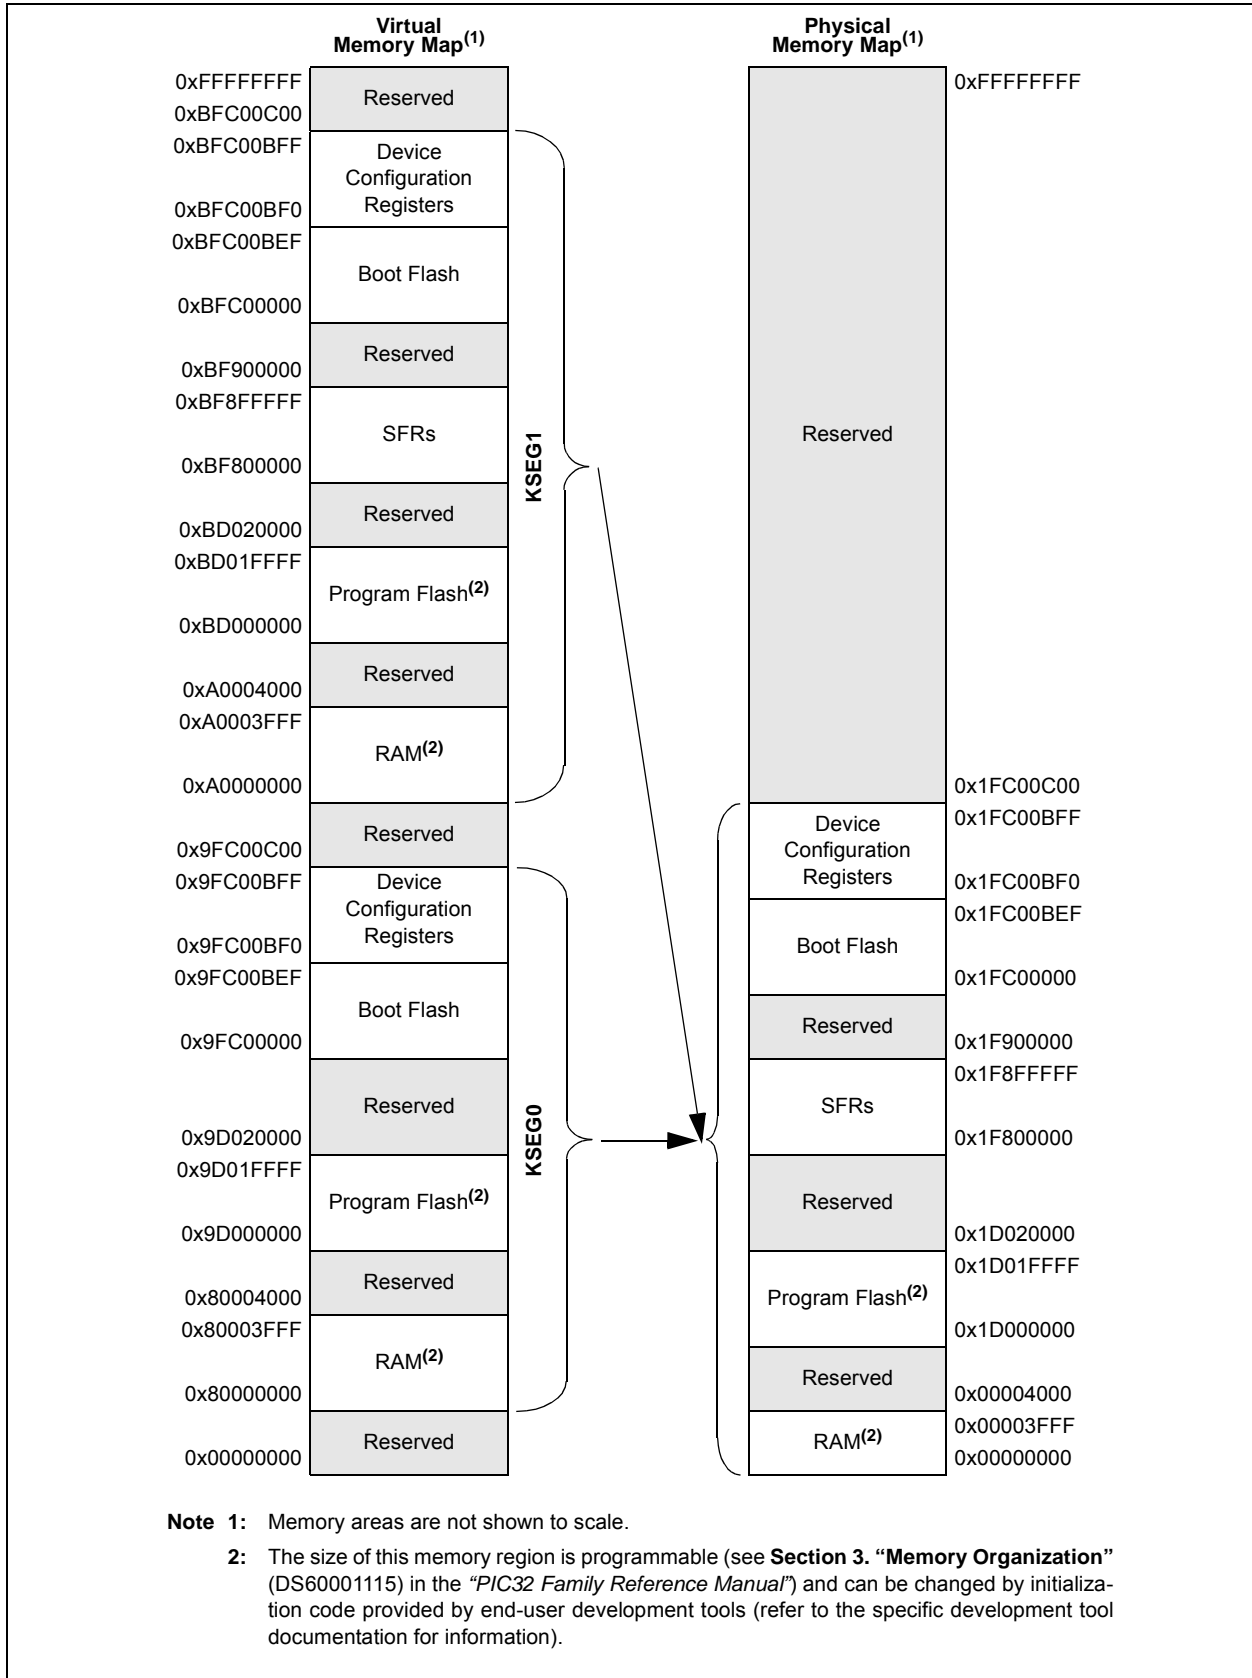 Virtual
Memory Map(1)
Physical
Memory Map(1)
0xFFFFFFFF
Reserved
0xBFC00C00
0xBFC00BFF
Device
Configuration
Registers
0xBFC00BF0
0xBFC00BEF
Boot Flash
0xBFC00000
Reserved
0xBF900000
0xBF8FFFFF
SFRs
0xBF800000
Reserved
0xBD020000
0xBD01FFFF
Program Flash(2)
0xBD000000
Reserved
0xA0004000
0xA0003FFF
RAM(2)
0xA0000000
Reserved
0x9FC00C00
0x9FC00BFF
Device
Configuration
Registers
0x9FC00BF0
0x9FC00BEF
Boot Flash
0x9FC00000
Reserved
0x9D020000
0x9D01FFFF
Program Flash(2)
0x9D000000
Reserved
0x80004000
0x80003FFF
RAM(2)
0x80000000
Reserved
0x00000000
KSEG1
KSEG0
0xFFFFFFFF
Reserved
0x1FC00C00
0x1FC00BFF
Device
Configuration
Registers
0x1FC00BF0
0x1FC00BEF
Boot Flash
0x1FC00000
Reserved
0x1F900000
0x1F8FFFFF
SFRs
0x1F800000
Reserved
0x1D020000
0x1D01FFFF
Program Flash(2)
0x1D000000
Reserved
0x00004000
0x00003FFF
RAM(2)
0x00000000
Note 1: Memory areas are not shown to scale.
2: The size of this memory region is programmable (see Section 3. “Memory Organization”
(DS60001115) in the “PIC32 Family Reference Manual”) and can be changed by initializa-
tion code provided by end-user development tools (refer to the specific development tool
documentation for information).